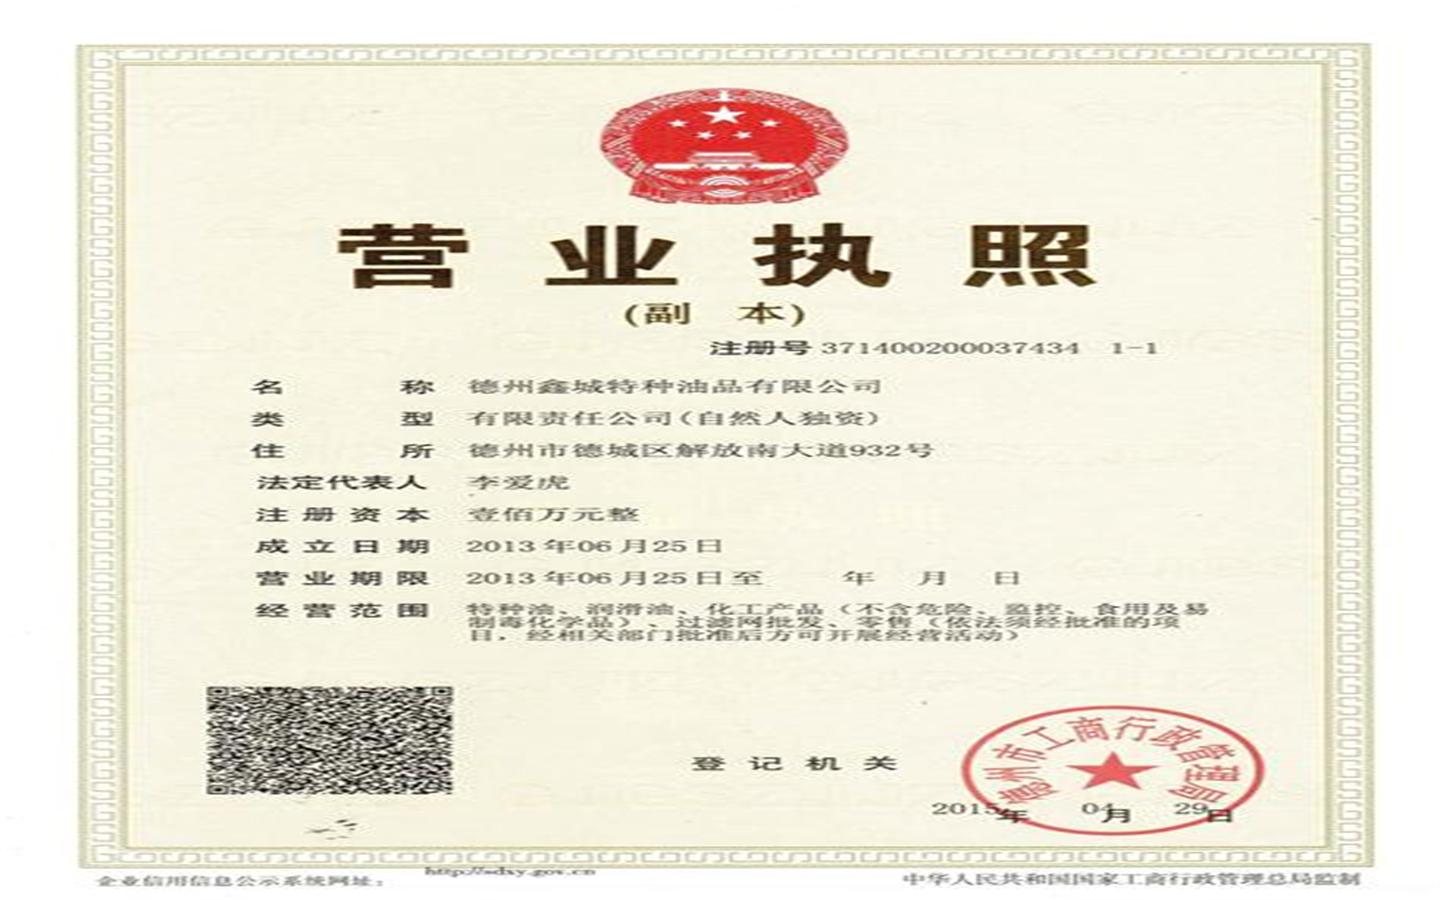 营业执照
(副 本)
注册号 371400200037434 1-1
名 称 德州鑫城特种油品有限公司
类 型 有限责任公司(自然人独资)
住 所 德州市德城区解放南大道932号
法定代表人 李爱虎
注册资本 壹佰万元整
成立日期 2013年06月25日
营业期限 2013年06月25日至 年 月 日
经营范围 特种油、润滑油、化工产品（不含危险、监控、食用及易
制毒化学品）、过滤网批发、零售（依法须经批准的项
目，经相关部门批准后方可开展经营活动）
德州市工商行政管理局
登记机关
2015年 04月 29日
企业信用信息公示系统网址： http://sdxy.gov.cn
中华人民共和国国家工商行政管理总局监制